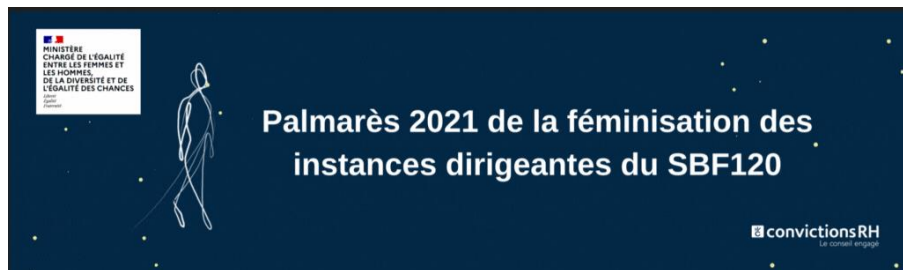 MINISTÈRE
CHARGÉ DE L'ÉGALITÉ
ENTRE LES FEMMES ET
LES HOMMES,
DE LA DIVERSITÉ ET DE
L'ÉGALITÉ DES CHANCES
Liberté
Égalité
Fraternité
Palmarès 2021 de la féminisation des
instances dirigeantes du SBF120
convictionsRH
Le conseil engagé